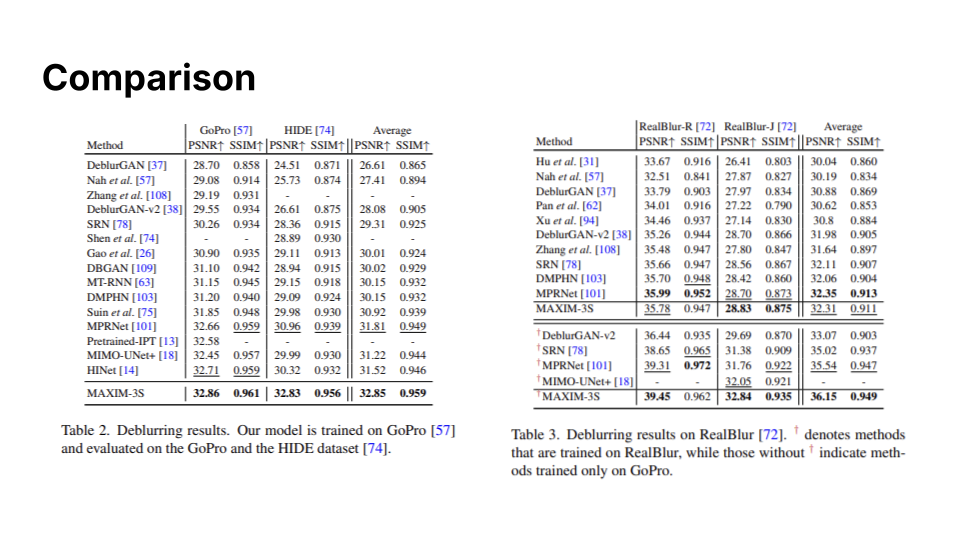 Comparison
GoPro [57] HIDE [74] Average
Method PSNR↑ SSIM↑ PSNR↑ SSIM↑ PSNR↑ SSIM↑
DeblurGAN [37] 28.70 0.858 24.51 0.871 26.61 0.865
Nah et al. [57] 29.08 0.914 25.73 0.874 27.41 0.894
Zhang et al. [108] 29.19 0.931 - - - -
DeblurGAN-v2 [38] 29.55 0.934 26.61 0.875 28.08 0.905
SRN [78] 30.26 0.934 28.36 0.915 29.31 0.925
Shen et al. [74] - - 28.89 0.930 - -
Gao et al. [26] 30.90 0.935 29.11 0.913 30.01 0.924
DBGAN [109] 31.10 0.942 28.94 0.915 30.02 0.929
MT-RNN [63] 31.15 0.945 29.15 0.918 30.15 0.932
DMPHN [103] 31.20 0.940 29.09 0.924 30.15 0.932
Suin et al. [75] 31.85 0.948 29.98 0.930 30.92 0.939
MPRNet [101] 32.66 0.959 30.96 0.939 31.81 0.949
Pretrained-IPT [13] 32.58 - - - - -
MIMO-UNet+ [18] 32.45 0.957 29.99 0.930 31.22 0.944
HINet [14] 32.71 0.959 30.32 0.932 31.52 0.946
MAXIM-3S 32.86 0.961 32.83 0.956 32.85 0.959
Table 2. Deblurring results. Our model is trained on GoPro [57]
and evaluated on the GoPro and the HIDE dataset [74].
RealBlur-R [72] RealBlur-J [72] Average
Method PSNR↑ SSIM↑ PSNR↑ SSIM↑ PSNR↑ SSIM↑
Hu et al. [31] 33.67 0.916 26.41 0.803 30.04 0.860
Nah et al. [57] 32.51 0.841 27.87 0.827 30.19 0.834
DeblurGAN [37] 33.79 0.903 27.97 0.834 30.88 0.869
Pan et al. [62] 34.01 0.916 27.22 0.790 30.62 0.853
Xu et al. [94] 34.46 0.937 27.14 0.830 30.8 0.884
DeblurGAN-v2 [38] 35.26 0.944 28.70 0.866 31.98 0.905
Zhang et al. [108] 35.48 0.947 27.80 0.847 31.64 0.897
SRN [78] 35.66 0.947 28.56 0.867 32.11 0.907
DMPHN [103] 35.70 0.948 28.42 0.860 32.06 0.904
MPRNet [101] 35.99 0.952 28.70 0.873 32.35 0.913
MAXIM-3S 35.78 0.947 28.83 0.875 32.31 0.911
†DeblurGAN-v2 36.44 0.935 29.69 0.870 33.07 0.903
†SRN [78] 38.65 0.965 31.38 0.909 35.02 0.937
†MPRNet [101] 39.31 0.972 31.76 0.922 35.54 0.947
†MIMO-UNet+ [18] - - 32.05 0.921 - -
†MAXIM-3S 39.45 0.962 32.84 0.935 36.15 0.949
Table 3. Deblurring results on RealBlur [72]. † denotes methods
that are trained on RealBlur, while those without † indicate meth-
ods trained only on GoPro.